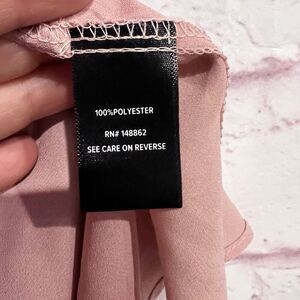 100%POLYESTER
RN# 148862
SEE CARE ON REVERSE